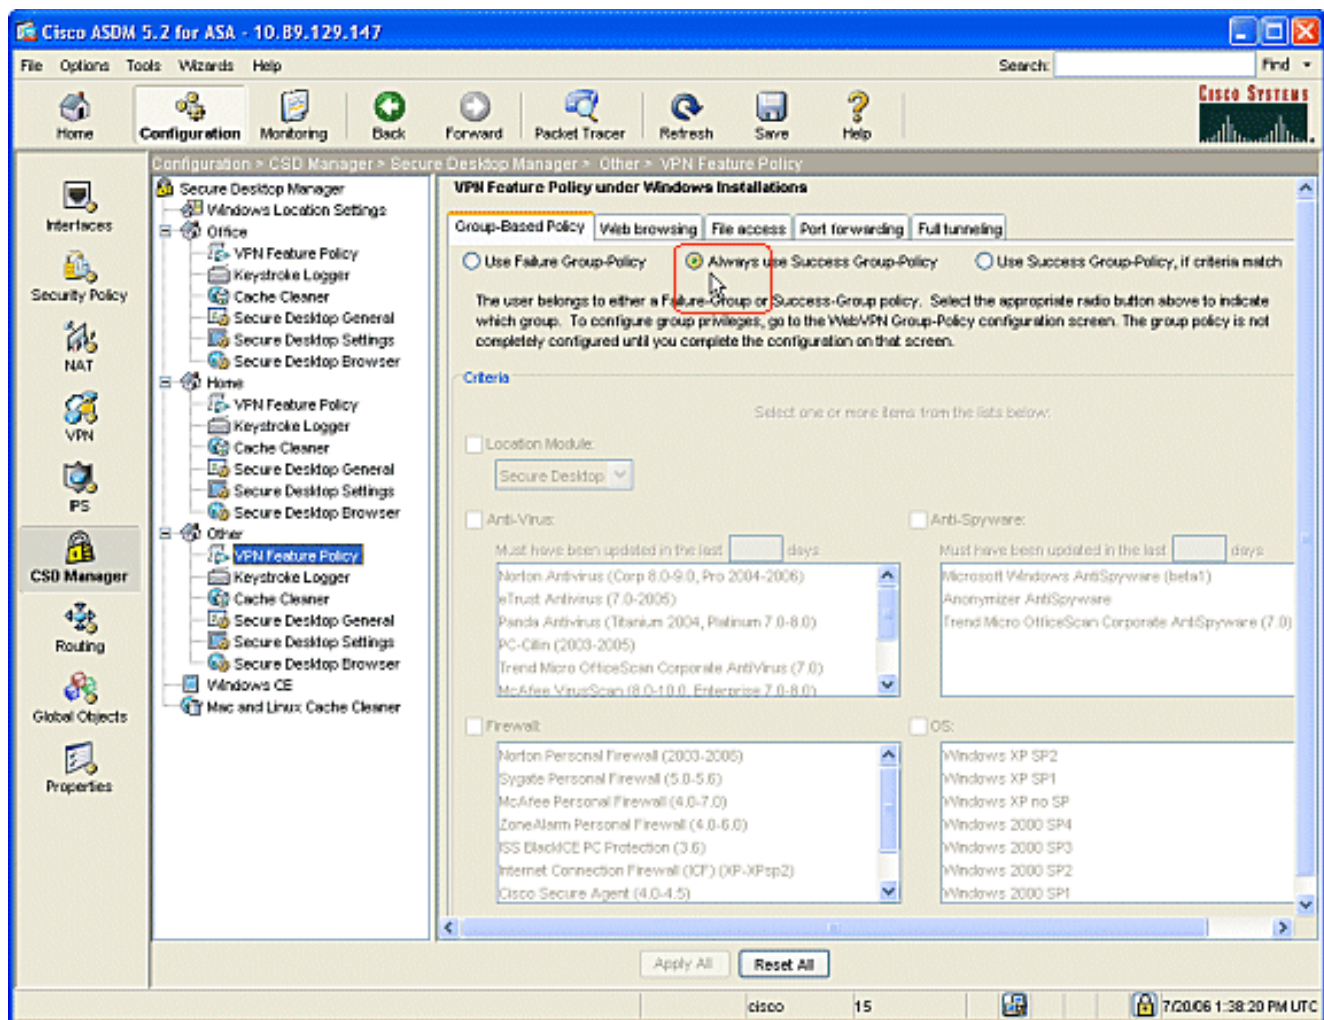 Cisco ASDM 5.2 for ASA - 10.89.129.147
File Options Tools Wizards Help Search: Find
Home Configuration Monitoring Back Forward Packet Tracer Refresh Save Help
CISCO SYSTEMS
Configuration > CSD Manager > Secure Desktop Manager > Other > VPN Feature Policy
Interfaces
Security Policy
NAT
VPN
IPS
CSD Manager
Routing
Global Objects
Properties
Secure Desktop Manager
Windows Location Settings
Office
VPN Feature Policy
Keystroke Logger
Cache Cleaner
Secure Desktop General
Secure Desktop Settings
Secure Desktop Browser
Home
VPN Feature Policy
Keystroke Logger
Cache Cleaner
Secure Desktop General
Secure Desktop Settings
Secure Desktop Browser
Other
VPN Feature Policy
Keystroke Logger
Cache Cleaner
Secure Desktop General
Secure Desktop Settings
Secure Desktop Browser
Windows CE
Mac and Linux Cache Cleaner
VPN Feature Policy under Windows Installations
Group-Based Policy Web browsing File access Port forwarding Full tunneling
Use Failure Group-Policy Always use Success Group-Policy Use Success Group-Policy, if criteria match
The user belongs to either a Failure-Group or Success-Group policy. Select the appropriate radio button above to indicate
which group. To configure group privileges, go to the WebVPN Group-Policy configuration screen. The group policy is not
completely configured until you complete the configuration on that screen.
Criteria
Select one or more items from the lists below:
Location Module:
Secure Desktop
Anti-Virus:
Must have been updated in the last days
Norton Antivirus (Corp 8.0-9.0, Pro 2004-2006)
eTrust Antivirus (7.0-2005)
Panda Antivirus (Titanium 2004, Platinum 7.0-8.0)
PC-Cillin (2003-2005)
Trend Micro OfficeScan Corporate AntiVirus (7.0)
McAfee VirusScan (8.0-10.0, Enterprise 7.0-8.0)
Anti-Spyware:
Must have been updated in the last days
Microsoft Windows AntiSpyware (beta1)
Anonymizer AntiSpyware
Trend Micro OfficeScan Corporate AntiSpyware (7.0)
Firewall:
Norton Personal Firewall (2003-2006)
Sygate Personal Firewall (5.0-5.6)
McAfee Personal Firewall (4.0-7.0)
ZoneAlarm Personal Firewall (4.0-6.0)
ISS BlackICE PC Protection (3.6)
Internet Connection Firewall (ICF) (XP-XPsp2)
Cisco Secure Agent (4.0-4.5)
OS:
Windows XP SP2
Windows XP SP1
Windows XP no SP
Windows 2000 SP4
Windows 2000 SP3
Windows 2000 SP2
Windows 2000 SP1
Apply All Reset All
cisco 15 7/20/06 1:38:20 PM UTC